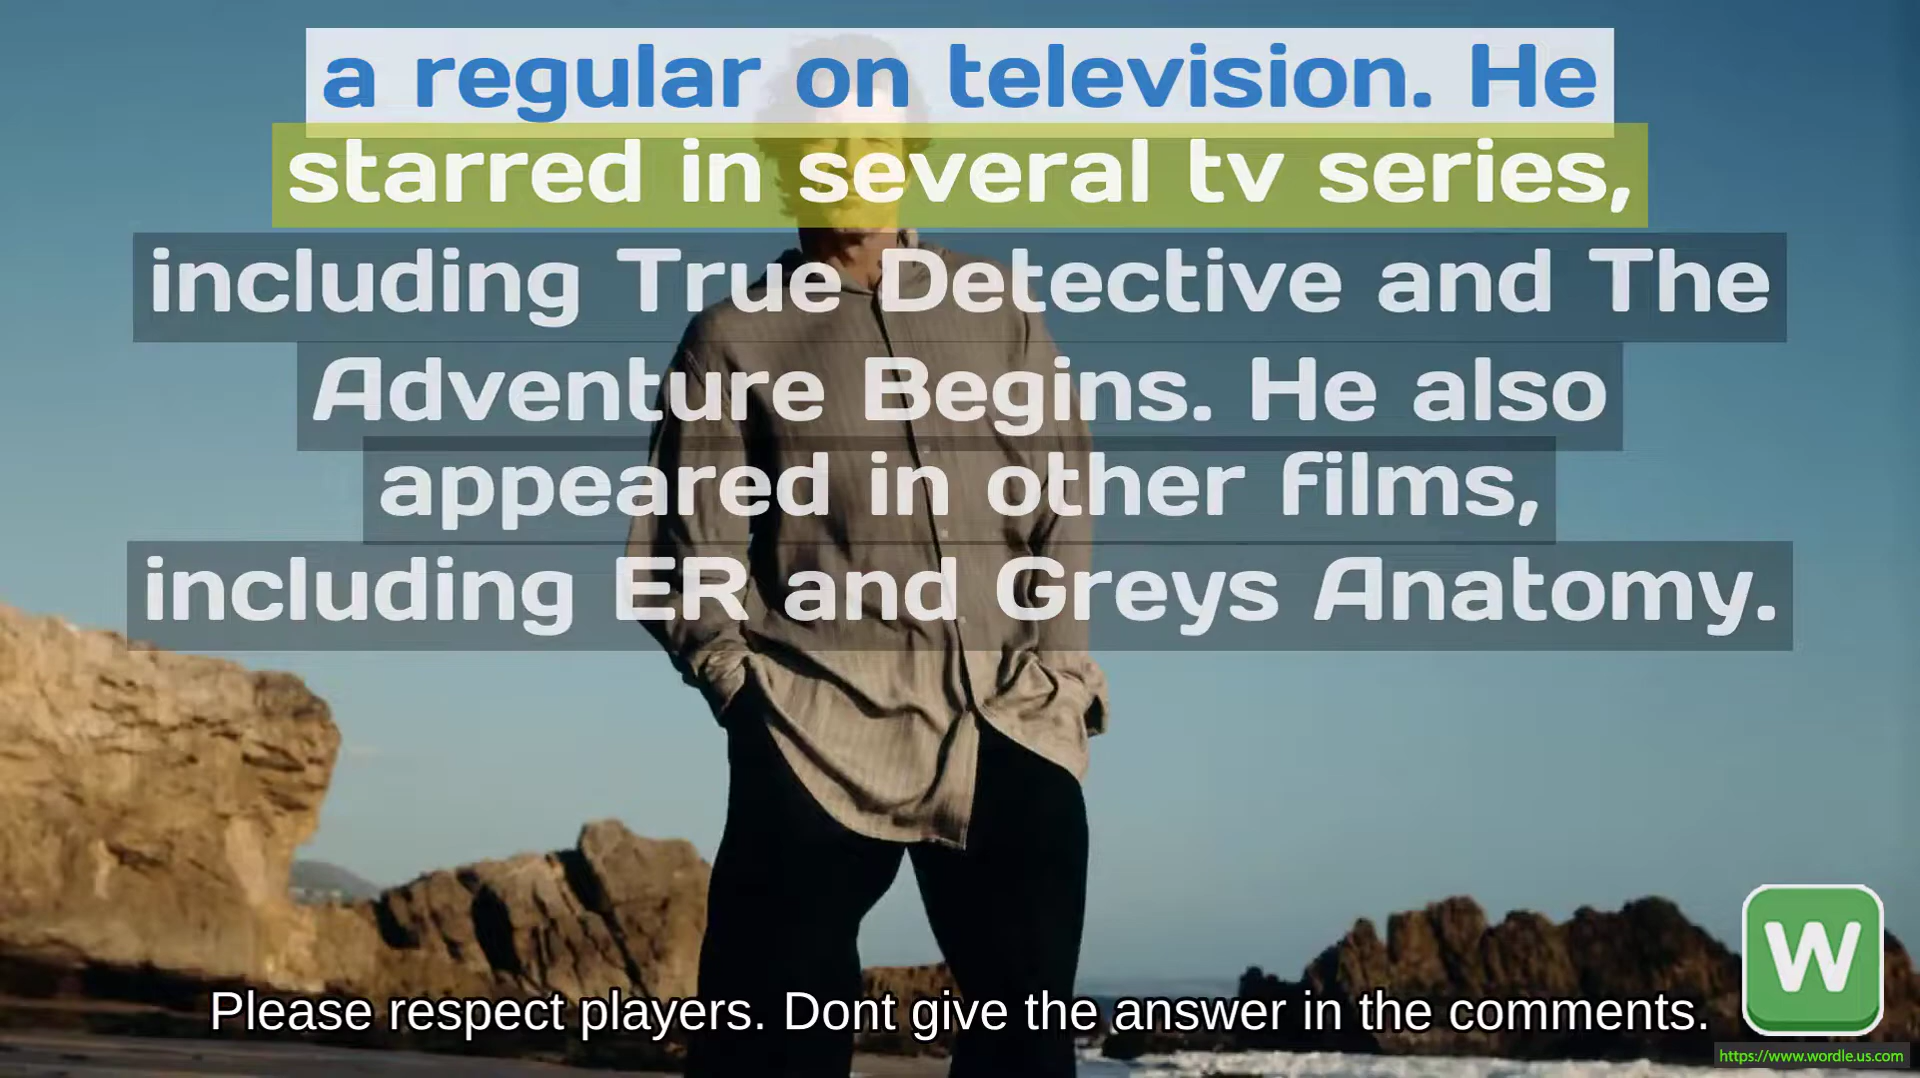 a regular on television. He
starred in several tv series,
including True Detective and The
Adventure Begins. He also
appeared in other films,
including ER and Greys Anatomy.
W
Please respect players. Dont give the answer in the comments.
https://www.wordle.us.com